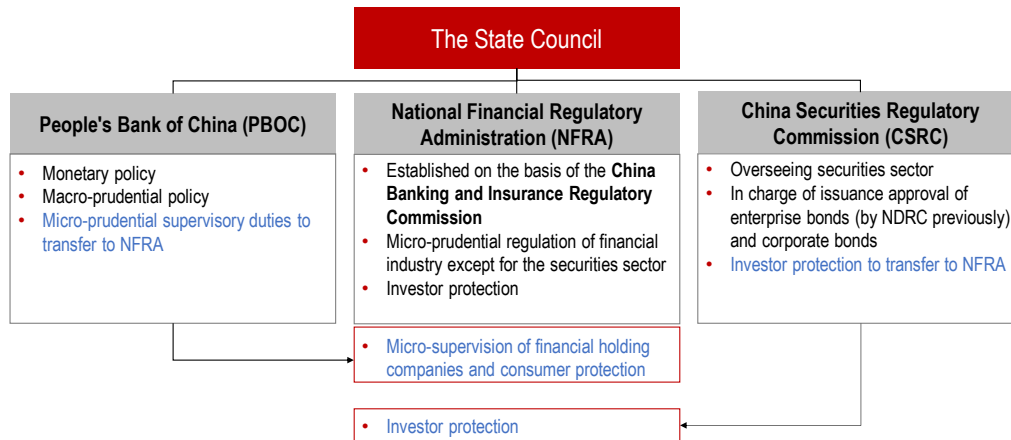 The State Council
People's Bank of China (PBOC)
• Monetary policy
• Macro-prudential policy
• Micro-prudential supervisory duties to
transfer to NFRA
National Financial Regulatory
Administration (NFRA)
• Established on the basis of the China
Banking and Insurance Regulatory
Commission
• Micro-prudential regulation of financial
industry except for the securities sector
• Investor protection
China Securities Regulatory
Commission (CSRC)
• Overseeing securities sector
• In charge of issuance approval of
enterprise bonds (by NDRC previously)
and corporate bonds
• Investor protection to transfer to NFRA
• Micro-supervision of financial holding
companies and consumer protection
• Investor protection